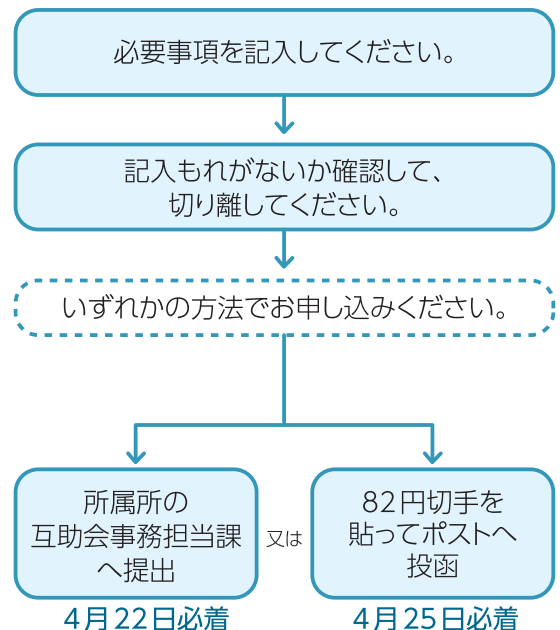 必要事項を記入してください。
記入もれがないか確認して、
切り離してください。
いずれかの方法でお申し込みください。
所属所の
互助会事務担当課
へ提出
又は
82円切手を
貼ってポストへ
投函
4月22日必着
4月25日必着